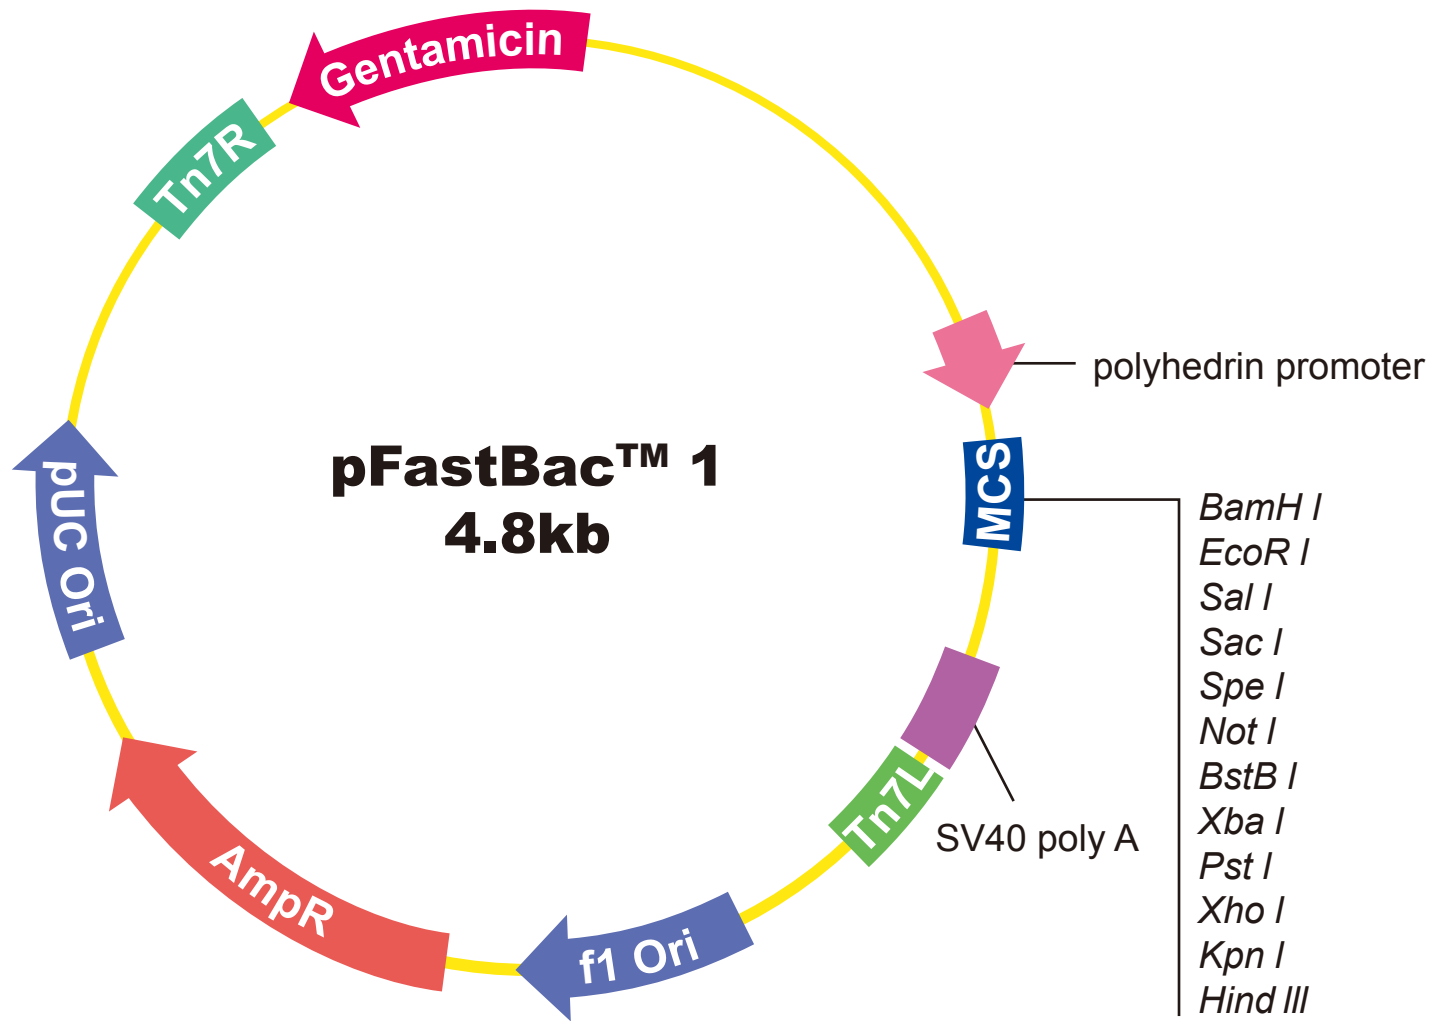 Gentamicin
Tn7R
polyhedrin promoter
pFastBac™ 1
4.8kb
MCS
pUC Ori
BamH I
EcoR I
Sal I
Sac I
Spe I
Not I
BstB I
Xba I
Pst I
Xho I
Kpn I
Hind III
Tn7L
SV40 poly A
AmpR
f1 Ori